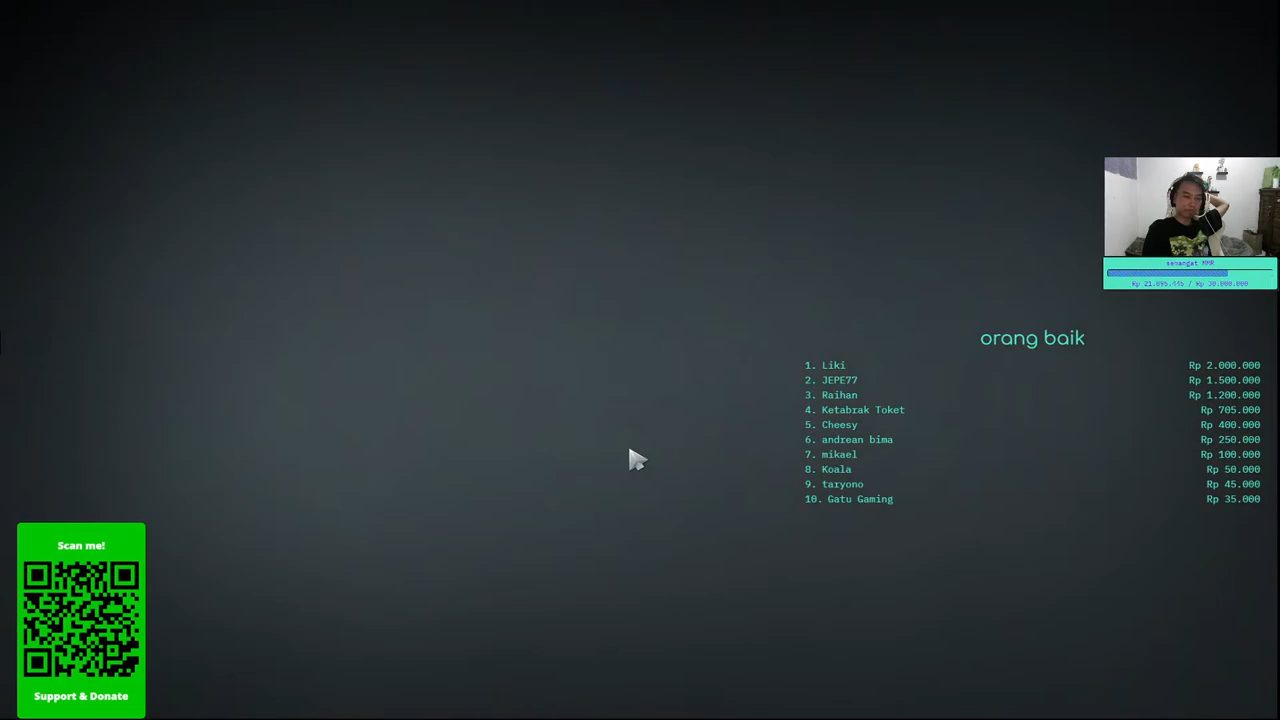 semangat MMR
orang baik
1. Liki Rp 2.000.000
2. JEPE77 Rp 1.500.000
3. Raihan Rp 1.200.000
4. Ketabrak Toket Rp 705.000
5. Cheesy Rp 400.000
6. andrean bima Rp 250.000
7. mikael Rp 100.000
8. Koala Rp 50.000
9. taryono Rp 45.000
10. Gatu Gaming Rp 35.000
Scan me!
Support & Donate